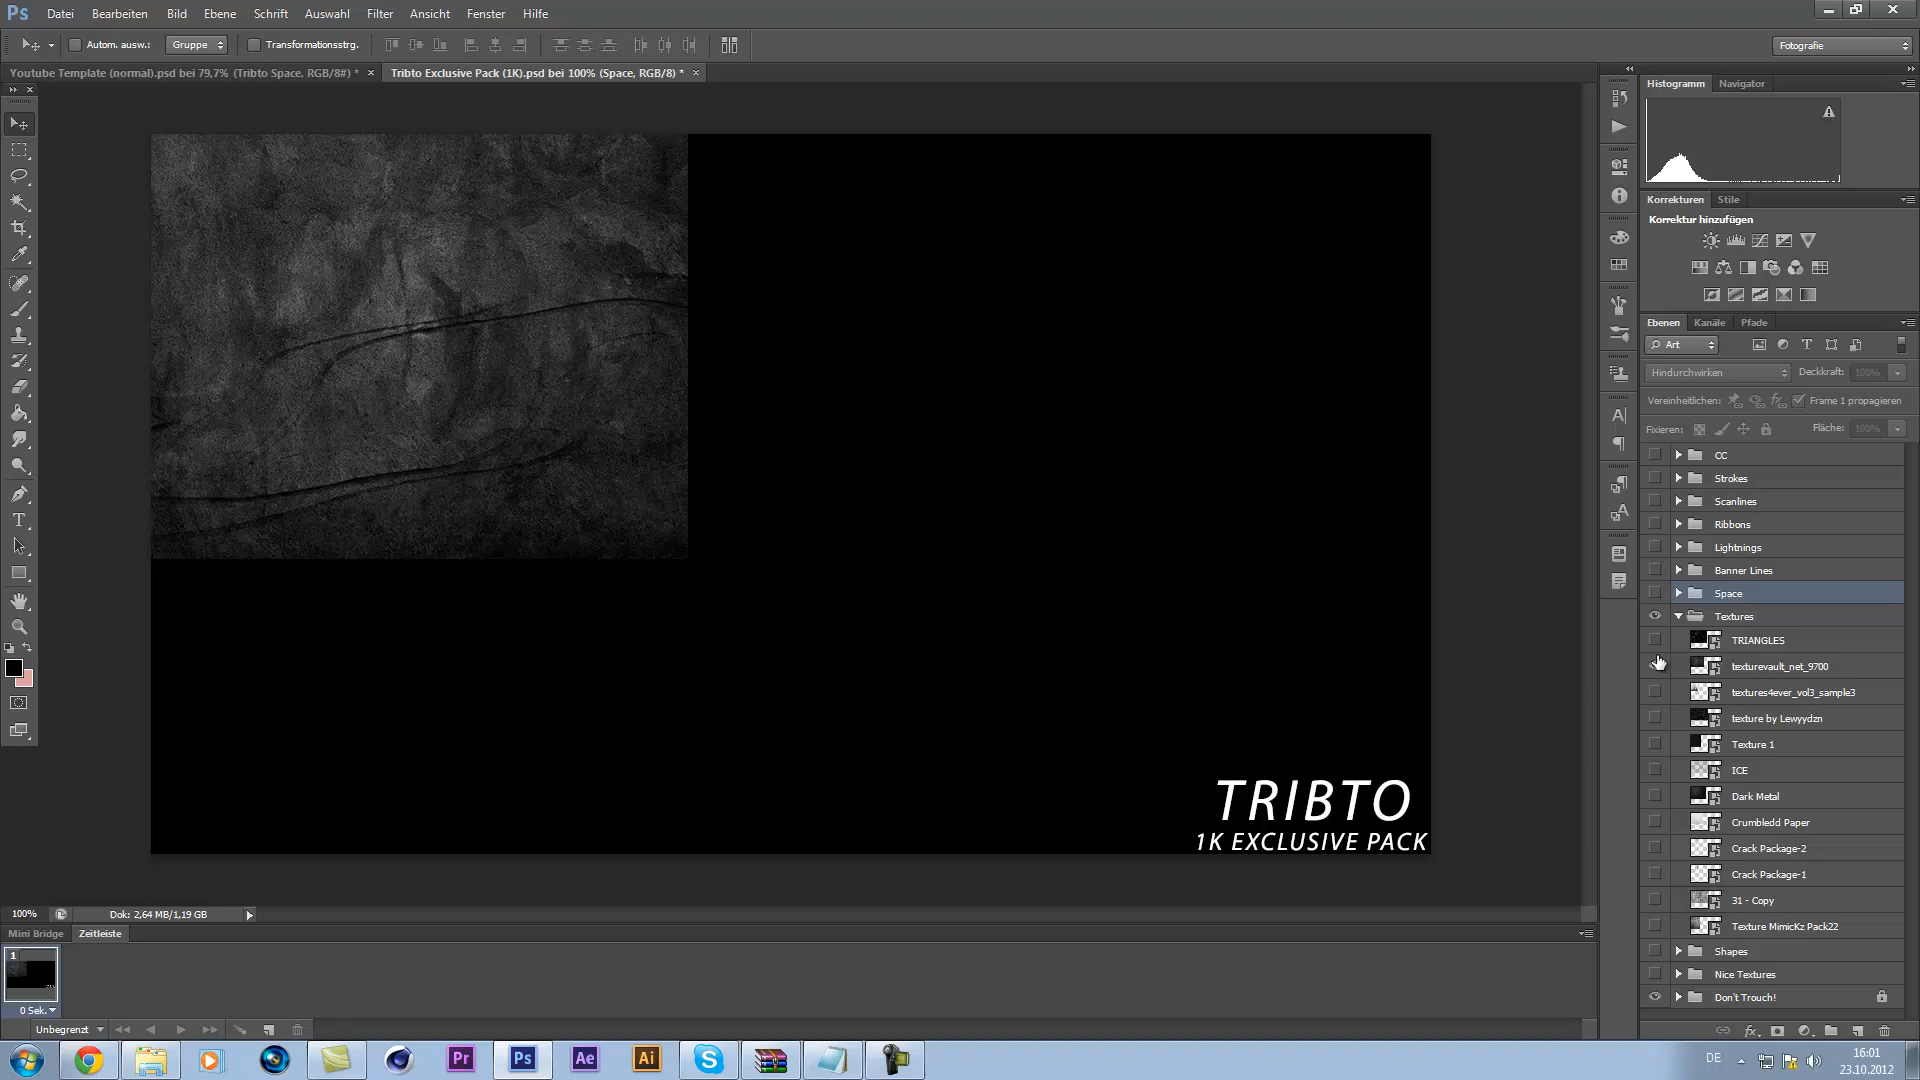 Ps Datei Bearbeiten Bild Ebene Schrift Auswahl Filter Ansicht Fenster Hilfe
Autom. ausw.: Gruppe Transformationsstrg. Fotografie
Youtube Template (normal).psd bei 79,7% (Tribto Space, RGB/8#) * Tribto Exclusive Pack (1K).psd bei 100% (Space, RGB/8) *
Histogramm Navigator
Korrekturen Stile
Korrektur hinzufügen
Ebenen Kanäle Pfade
Art
Hindurchwirken Deckkraft: 100%
Vereinheitlichen: Frame 1 propagieren
Fixieren: Fläche: 100%
CC
Strokes
Scanlines
Ribbons
Lightnings
Banner Lines
Space
Textures
TRIANGLES
texturevault_net_9700
textures4ever_vol3_sample3
texture by Lewyydzn
Texture 1
ICE
Dark Metal
Crumbledd Paper
Crack Package-2
Crack Package-1
31 - Copy
Texture MimicKz Pack22
Shapes
Nice Textures
Don't Trouch!
TRIBTO
1K EXCLUSIVE PACK
100% Dok: 2,64 MB/1,19 GB
Mini Bridge Zeitleiste
1
0 Sek.
Unbegrenzt
Pr Ps Ae Ai
DE
16:01
23.10.2012